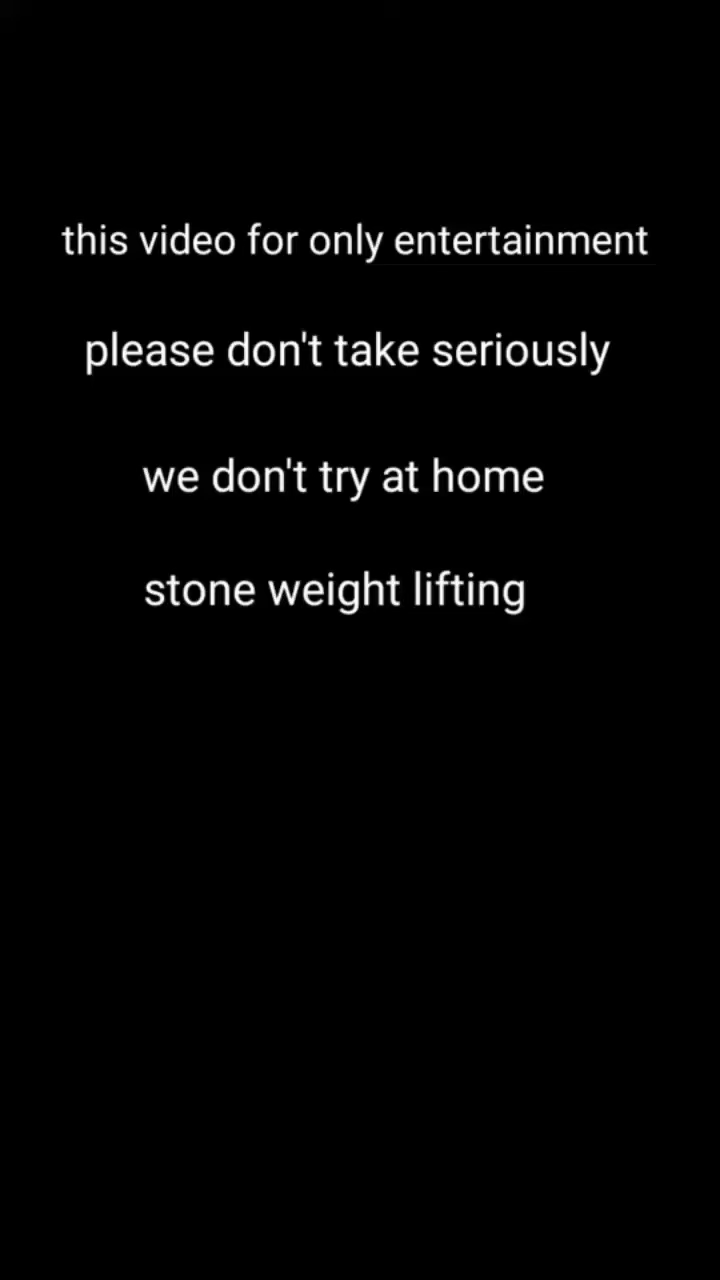 this video for only entertainment
please don't take seriously
we don't try at home
stone weight lifting